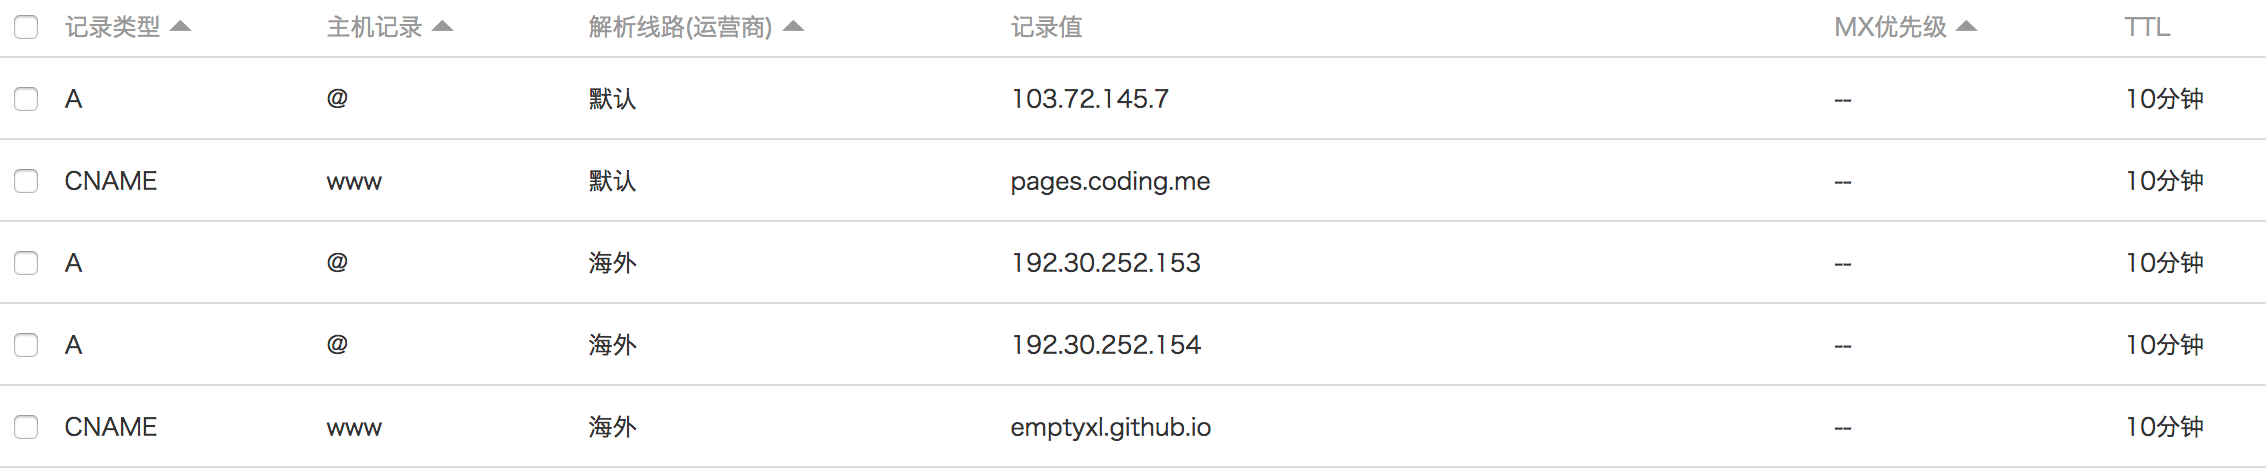 记录类型 主机记录 解析线路(运营商) 记录值 MX优先级 TTL
A @ 默认 103.72.145.7 -- 10分钟
CNAME www 默认 pages.coding.me -- 10分钟
A @ 海外 192.30.252.153 -- 10分钟
A @ 海外 192.30.252.154 -- 10分钟
CNAME www 海外 emptyxl.github.io -- 10分钟